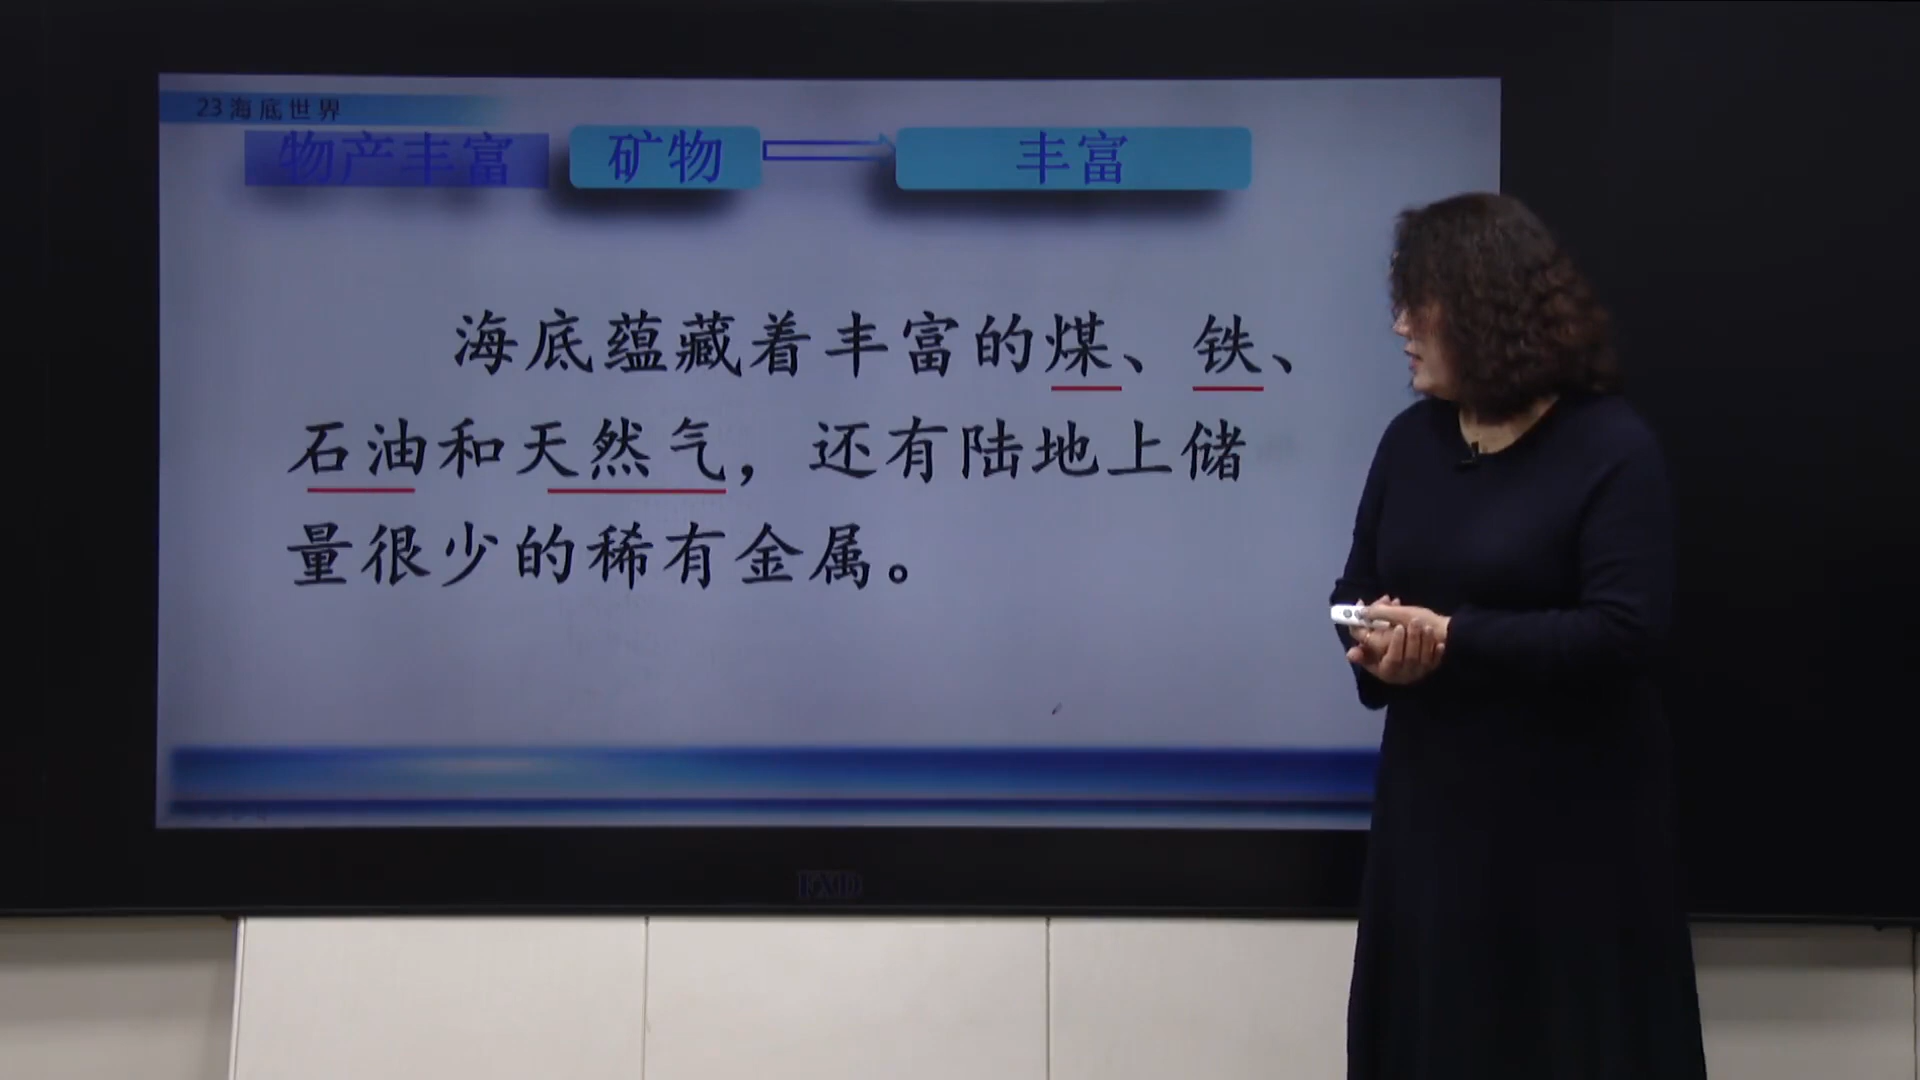 23海底世界
物产丰富 矿物 丰富
海底蕴藏着丰富的煤、铁、
石油和天然气，还有陆地上储
量很少的稀有金属。